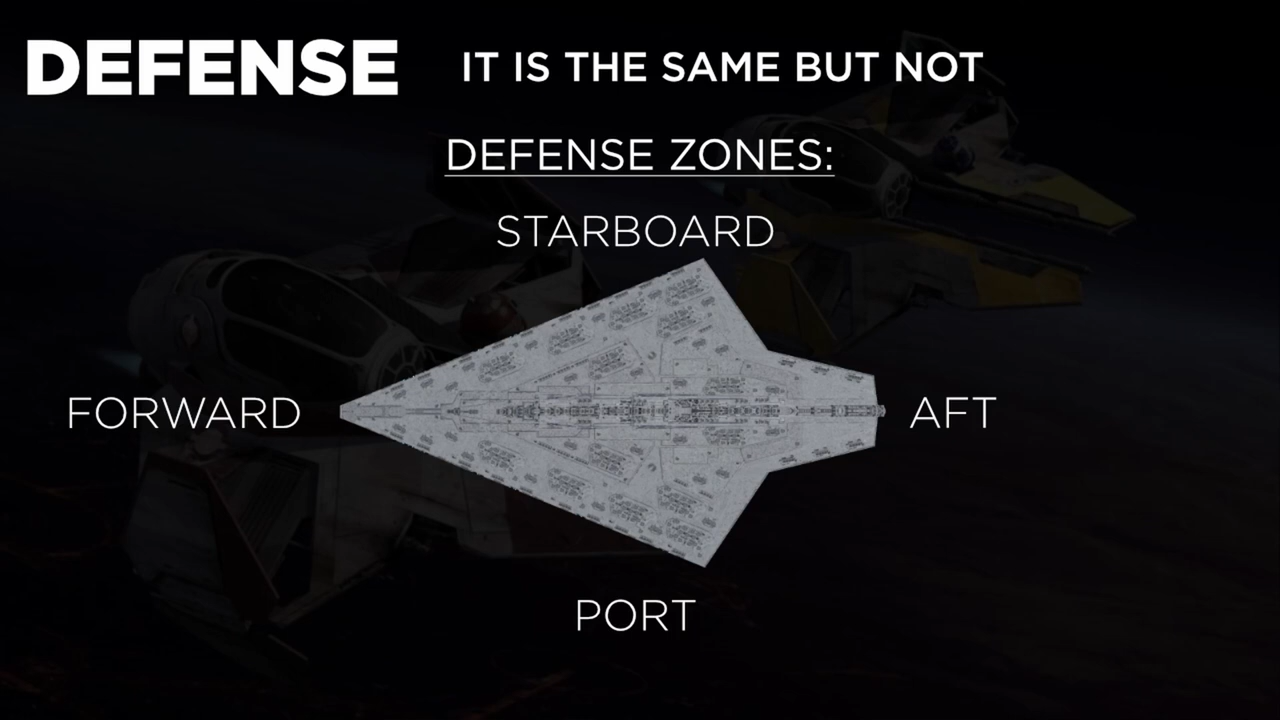 DEFENSE IT IS THE SAME BUT NOT
DEFENSE ZONES:
STARBOARD
FORWARD AFT
PORT